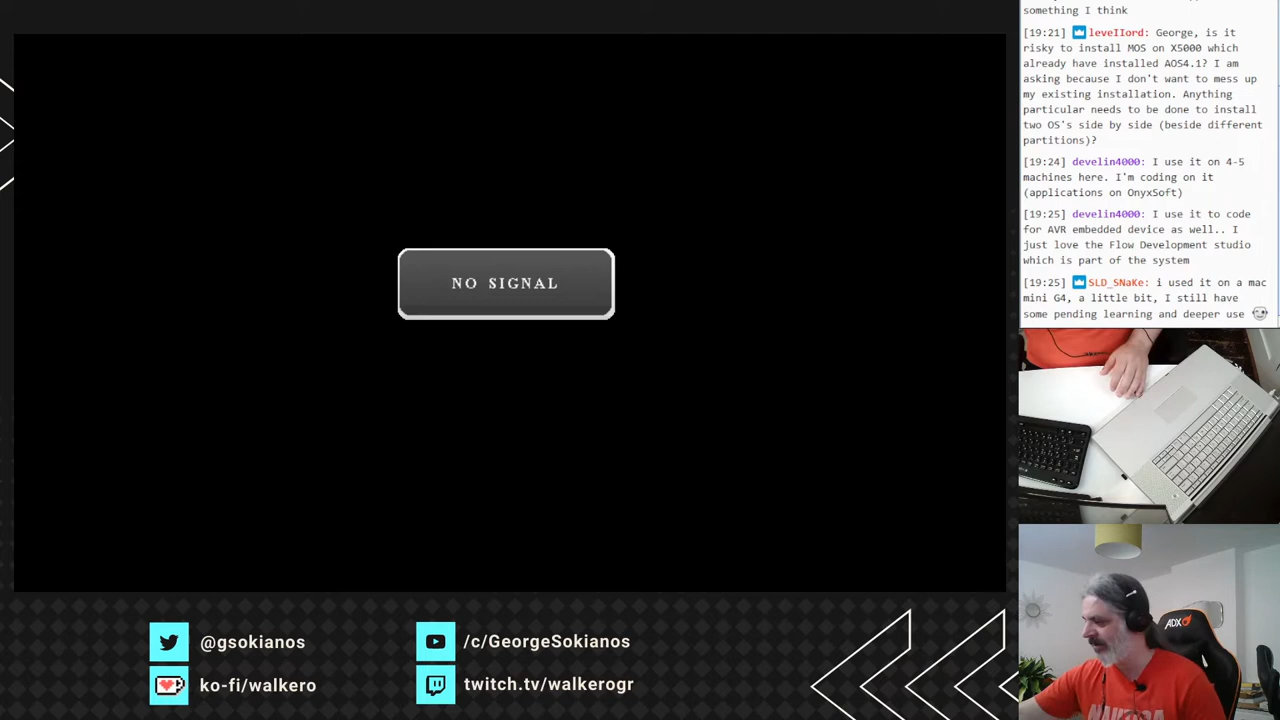 something I think
[19:21] leveIIord: George, is it
risky to install MOS on X5000 which
already have installed AOS4.1? I am
asking because I don't want to mess up
my existing installation. Anything
particular needs to be done to install
two OS's side by side (beside different
partitions)?
[19:24] develin4000: I use it on 4-5
machines here. I'm coding on it
(applications on OnyxSoft)
[19:25] develin4000: I use it to code
for AVR embedded device as well.. I
just love the Flow Development studio
which is part of the system
[19:25] SLD_SNaKe: i used it on a mac
mini G4, a little bit, I still have
some pending learning and deeper use
NO SIGNAL
ADX
@gsokianos
/c/GeorgeSokianos
ko-fi/walkero
twitch.tv/walkerogr